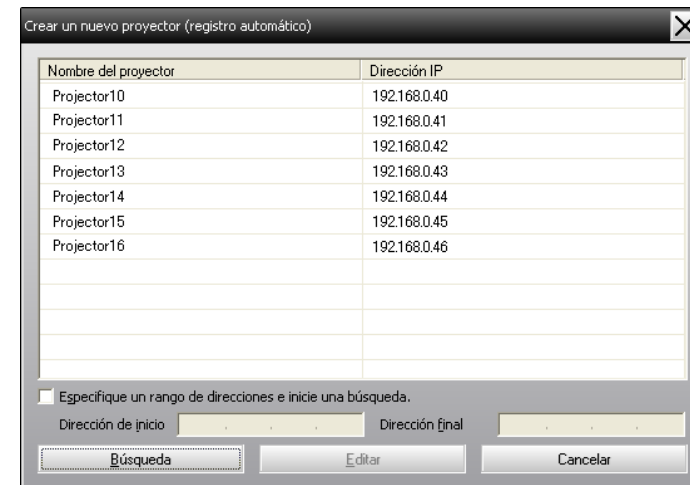 Crear un nuevo proyector (registro automático)
Nombre del proyector Dirección IP
Projector10 192.168.0.40
Projector11 192.168.0.41
Projector12 192.168.0.42
Projector13 192.168.0.43
Projector14 192.168.0.44
Projector15 192.168.0.45
Projector16 192.168.0.46
Especifique un rango de direcciones e inicie una búsqueda.
Dirección de inicio . . . Dirección final . . .
Búsqueda Editar Cancelar